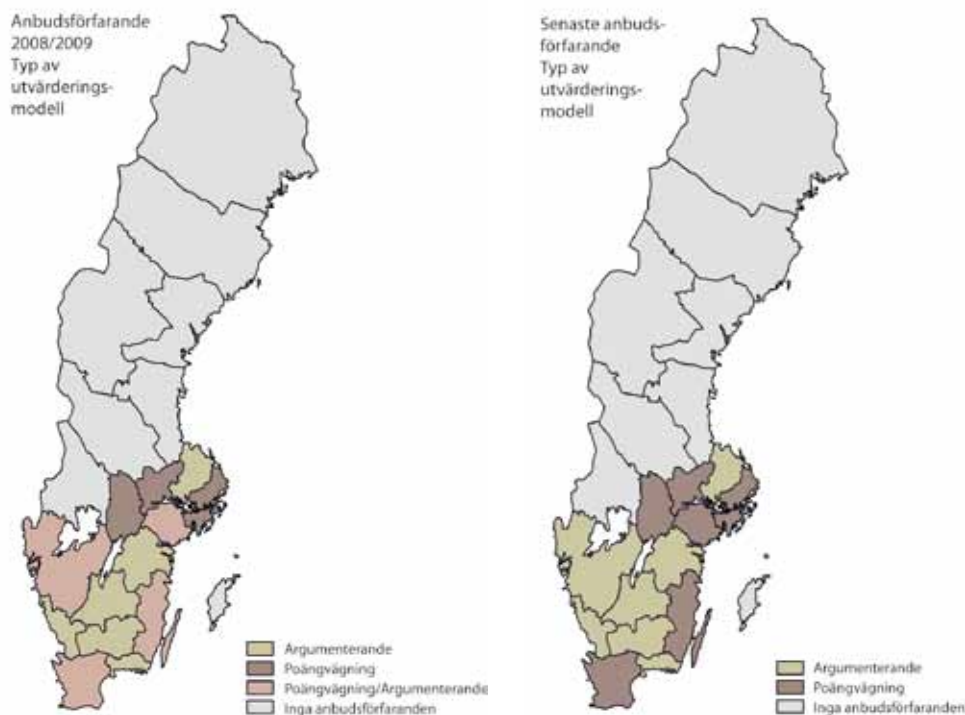 Anbudsförfarande
2008/2009
Typ av
utvärderings-
modell
Argumenterande
Poängvägning
Poängvägning/Argumenterande
Inga anbudsförfaranden
Senaste anbuds-
förfarande
Typ av
utvärderings-
modell
Argumenterande
Poängvägning
Inga anbudsförfaranden